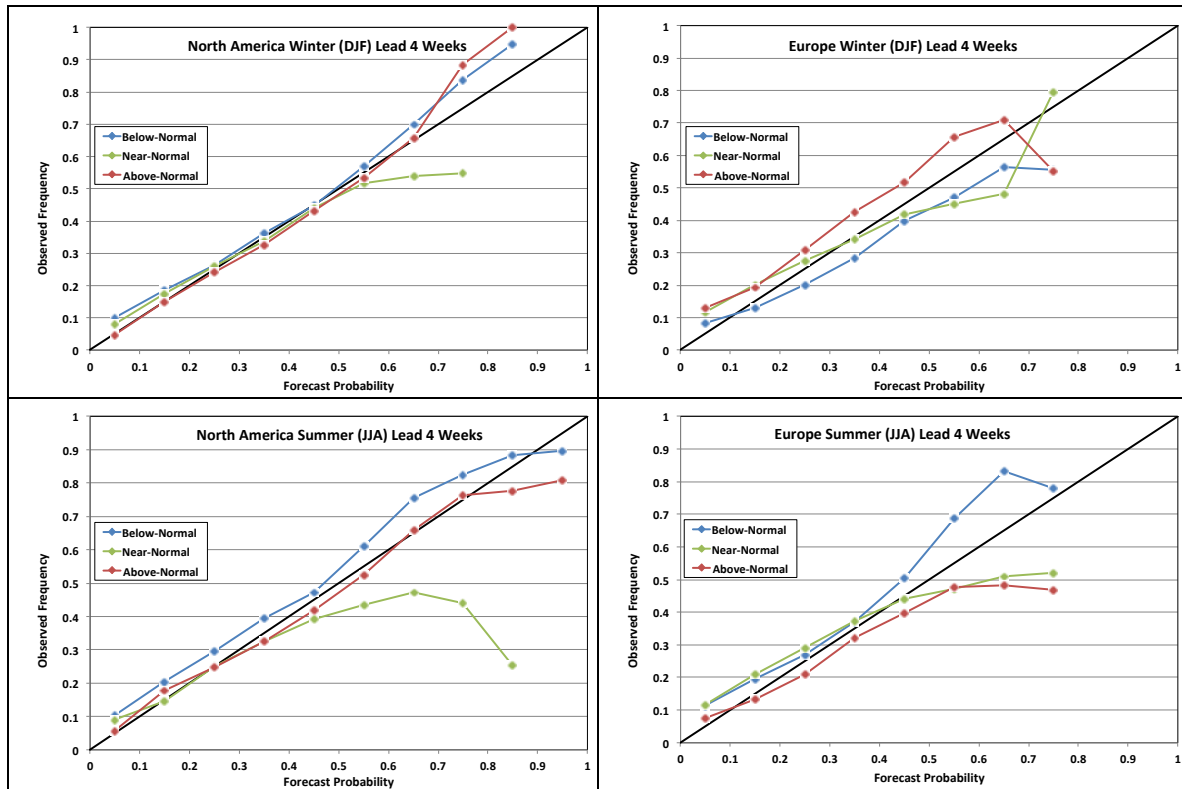 North America Winter (DJF) Lead 4 Weeks
1
0.9
0.8
0.7
0.6
0.5
0.4
0.3
0.2
0.1
0
Observed Frequency
Below-Normal
Near-Normal
Above-Normal
0 0.1 0.2 0.3 0.4 0.5 0.6 0.7 0.8 0.9 1
Forecast Probability
Europe Winter (DJF) Lead 4 Weeks
1
0.9
0.8
0.7
0.6
0.5
0.4
0.3
0.2
0.1
0
Observed Frequency
Below-Normal
Near-Normal
Above-Normal
0 0.1 0.2 0.3 0.4 0.5 0.6 0.7 0.8 0.9 1
Forecast Probability
North America Summer (JJA) Lead 4 Weeks
1
0.9
0.8
0.7
0.6
0.5
0.4
0.3
0.2
0.1
0
Observed Frequency
Below-Normal
Near-Normal
Above-Normal
0 0.1 0.2 0.3 0.4 0.5 0.6 0.7 0.8 0.9 1
Forecast Probability
Europe Summer (JJA) Lead 4 Weeks
1
0.9
0.8
0.7
0.6
0.5
0.4
0.3
0.2
0.1
0
Observed Frequency
Below-Normal
Near-Normal
Above-Normal
0 0.1 0.2 0.3 0.4 0.5 0.6 0.7 0.8 0.9 1
Forecast Probability